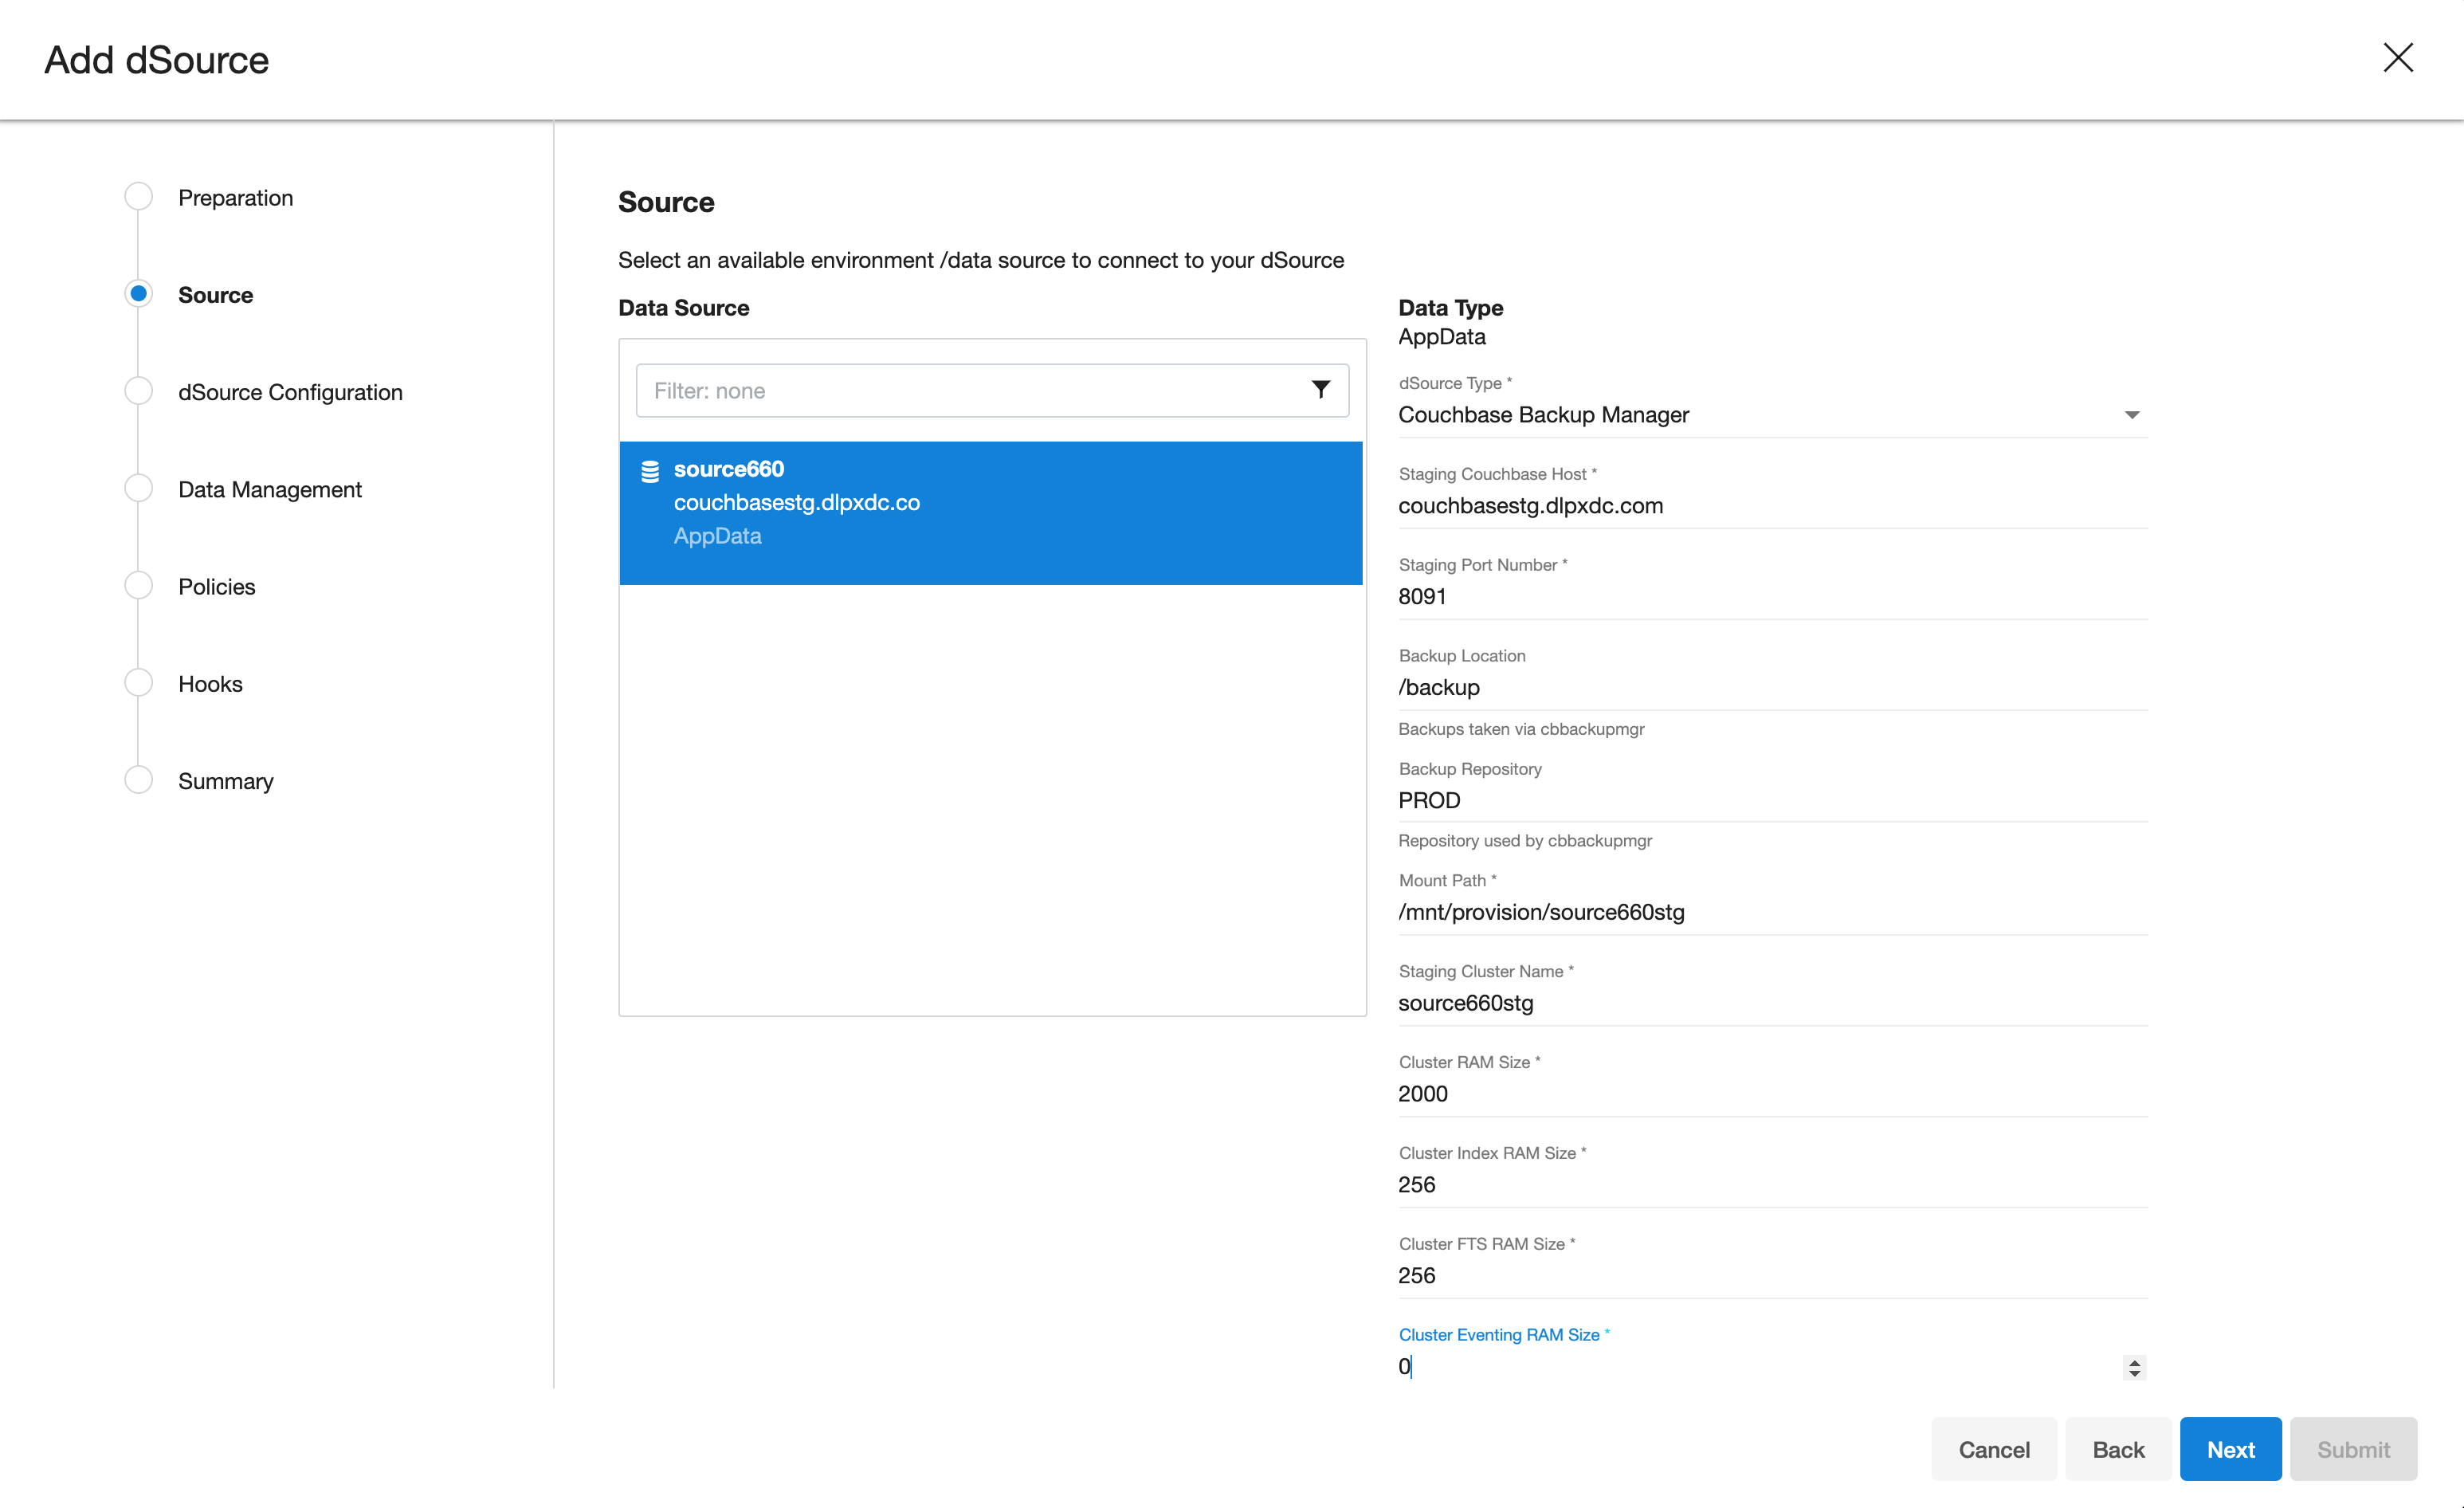 Add dSource
Preparation
Source
dSource Configuration
Data Management
Policies
Hooks
Summary
Source
Select an available environment /data source to connect to your dSource
Data Source
Filter: none
source660
couchbasestg.dlpxdc.co
AppData
Data Type
AppData
dSource Type *
Couchbase Backup Manager
Staging Couchbase Host *
couchbasestg.dlpxdc.com
Staging Port Number *
8091
Backup Location
/backup
Backups taken via cbbackupmgr
Backup Repository
PROD
Repository used by cbbackupmgr
Mount Path *
/mnt/provision/source660stg
Staging Cluster Name *
source660stg
Cluster RAM Size *
2000
Cluster Index RAM Size *
256
Cluster FTS RAM Size *
256
Cluster Eventing RAM Size *
0
Cancel
Back
Next
Submit